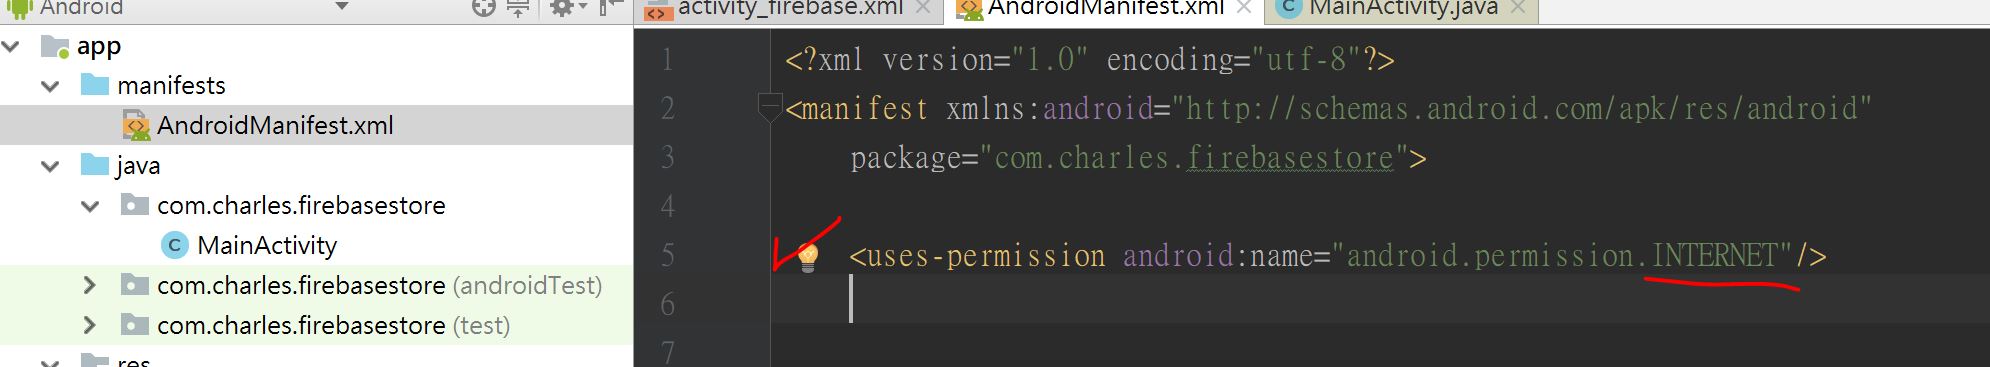 Android
app
manifests
AndroidManifest.xml
java
com.charles.firebasestore
MainActivity
com.charles.firebasestore (androidTest)
com.charles.firebasestore (test)
res
activity_firebase.xml AndroidManifest.xml MainActivity.java
1 <?xml version="1.0" encoding="utf-8"?>
2 <manifest xmlns:android="http://schemas.android.com/apk/res/android"
3 package="com.charles.firebasestore">
4
5 <uses-permission android:name="android.permission.INTERNET"/>
6
7